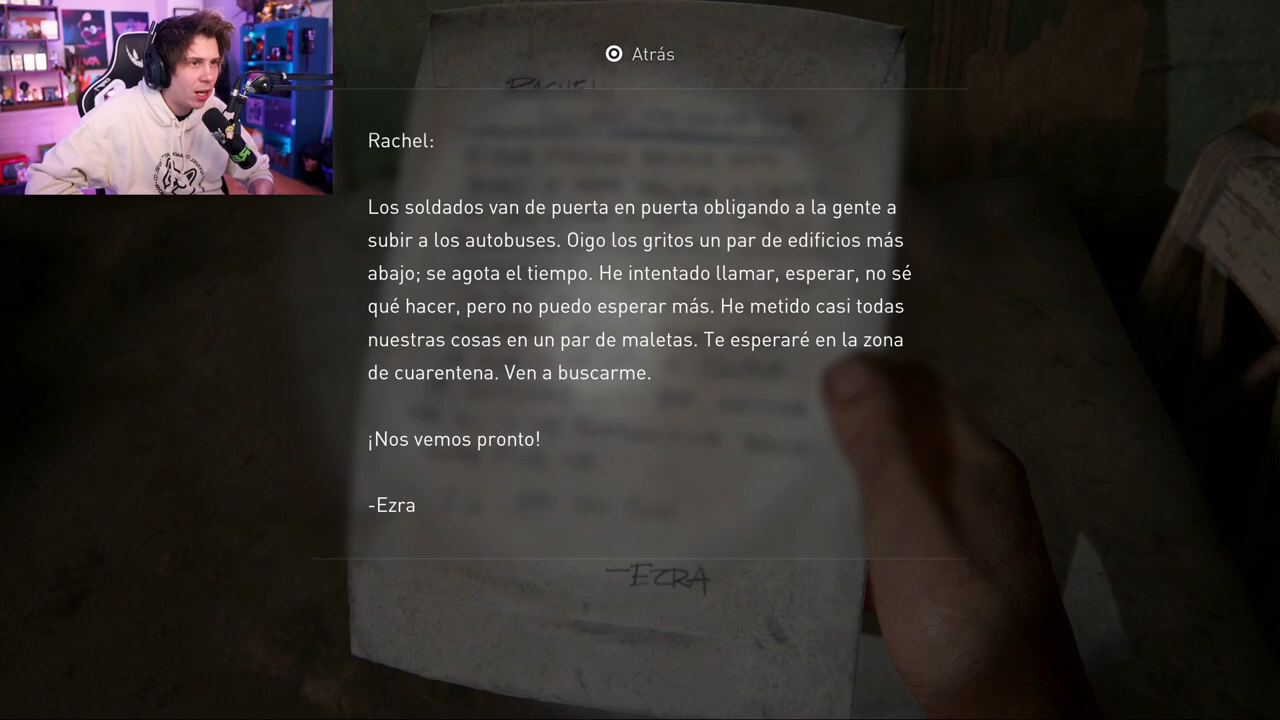 Atrás
RACHEL
Rachel:
Los soldados van de puerta en puerta obligando a la gente a
subir a los autobuses. Oigo los gritos un par de edificios más
abajo; se agota el tiempo. He intentado llamar, esperar, no sé
qué hacer, pero no puedo esperar más. He metido casi todas
nuestras cosas en un par de maletas. Te esperaré en la zona
de cuarentena. Ven a buscarme.
¡Nos vemos pronto!
-Ezra
-EZRA